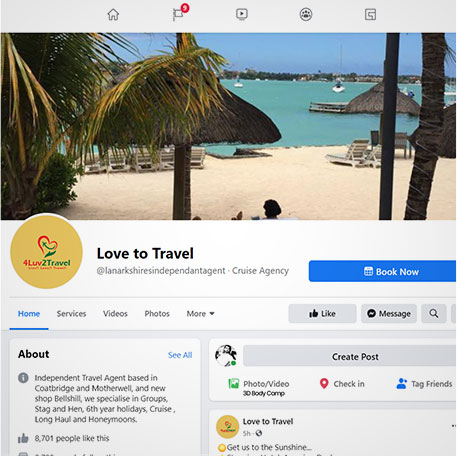 9
4Luv2Travel
Love to Travel
@lanarkshiresindependantagent · Cruise Agency
Book Now
Home
Services
Videos
Photos
More
Like
Message
About
See All
Independent Travel Agent based in
Coatbridge and Motherwell, and new
shop Bellshill, we specialise in Groups,
Stag and Hen, 6th year holidays, Cruise ,
Long Haul and Honeymoons.
8,701 people like this
Create Post
Photo/Video
Check in
Tag Friends
3D Body Comp
Love to Travel
5h ·
Get us to the Sunshine...